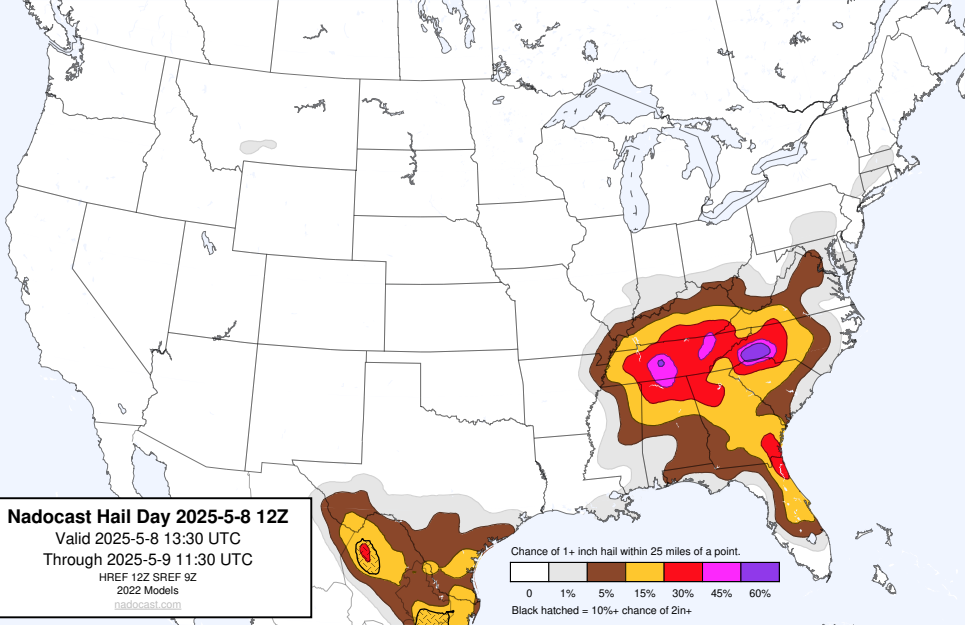 Nadocast Hail Day 2025-5-8 12Z
Valid 2025-5-8 13:30 UTC
Through 2025-5-9 11:30 UTC
HREF 12Z SREF 9Z
2022 Models
nadocast.com
Chance of 1+ inch hail within 25 miles of a point.
0 1% 5% 15% 30% 45% 60%
Black hatched = 10%+ chance of 2in+